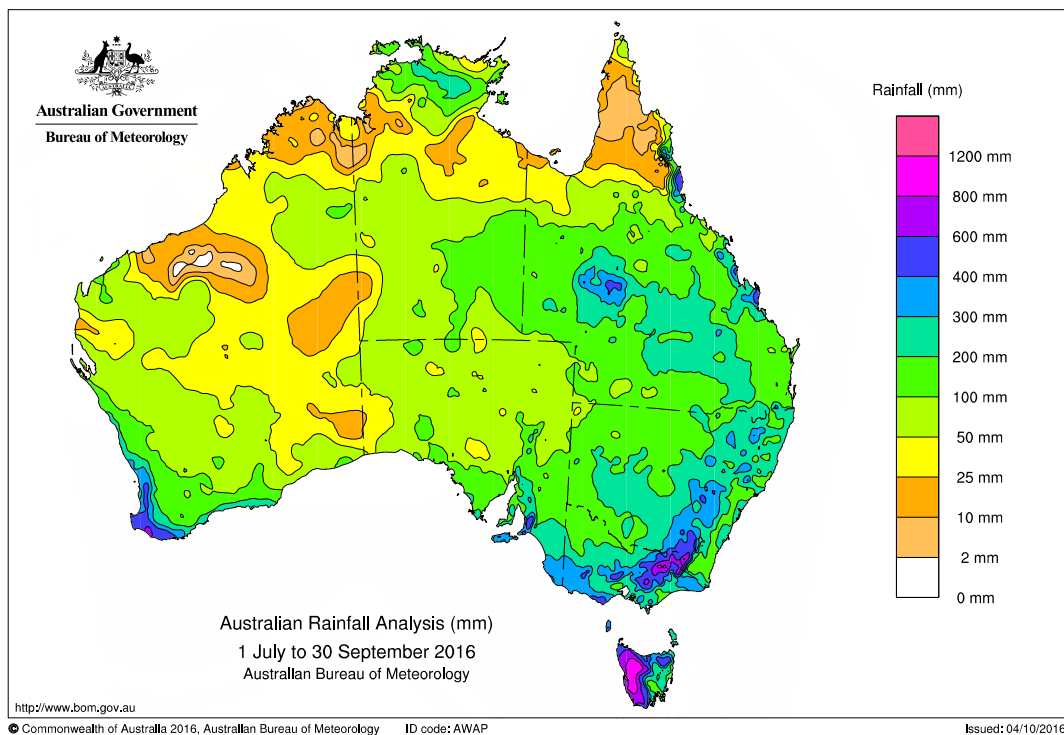 Australian Government
Bureau of Meteorology
Rainfall (mm)
1200 mm
800 mm
600 mm
400 mm
300 mm
200 mm
100 mm
50 mm
25 mm
10 mm
2 mm
0 mm
Australian Rainfall Analysis (mm)
1 July to 30 September 2016
Australian Bureau of Meteorology
http://www.bom.gov.au
© Commonwealth of Australia 2016, Australian Bureau of Meteorology ID code: AWAP Issued: 04/10/2016